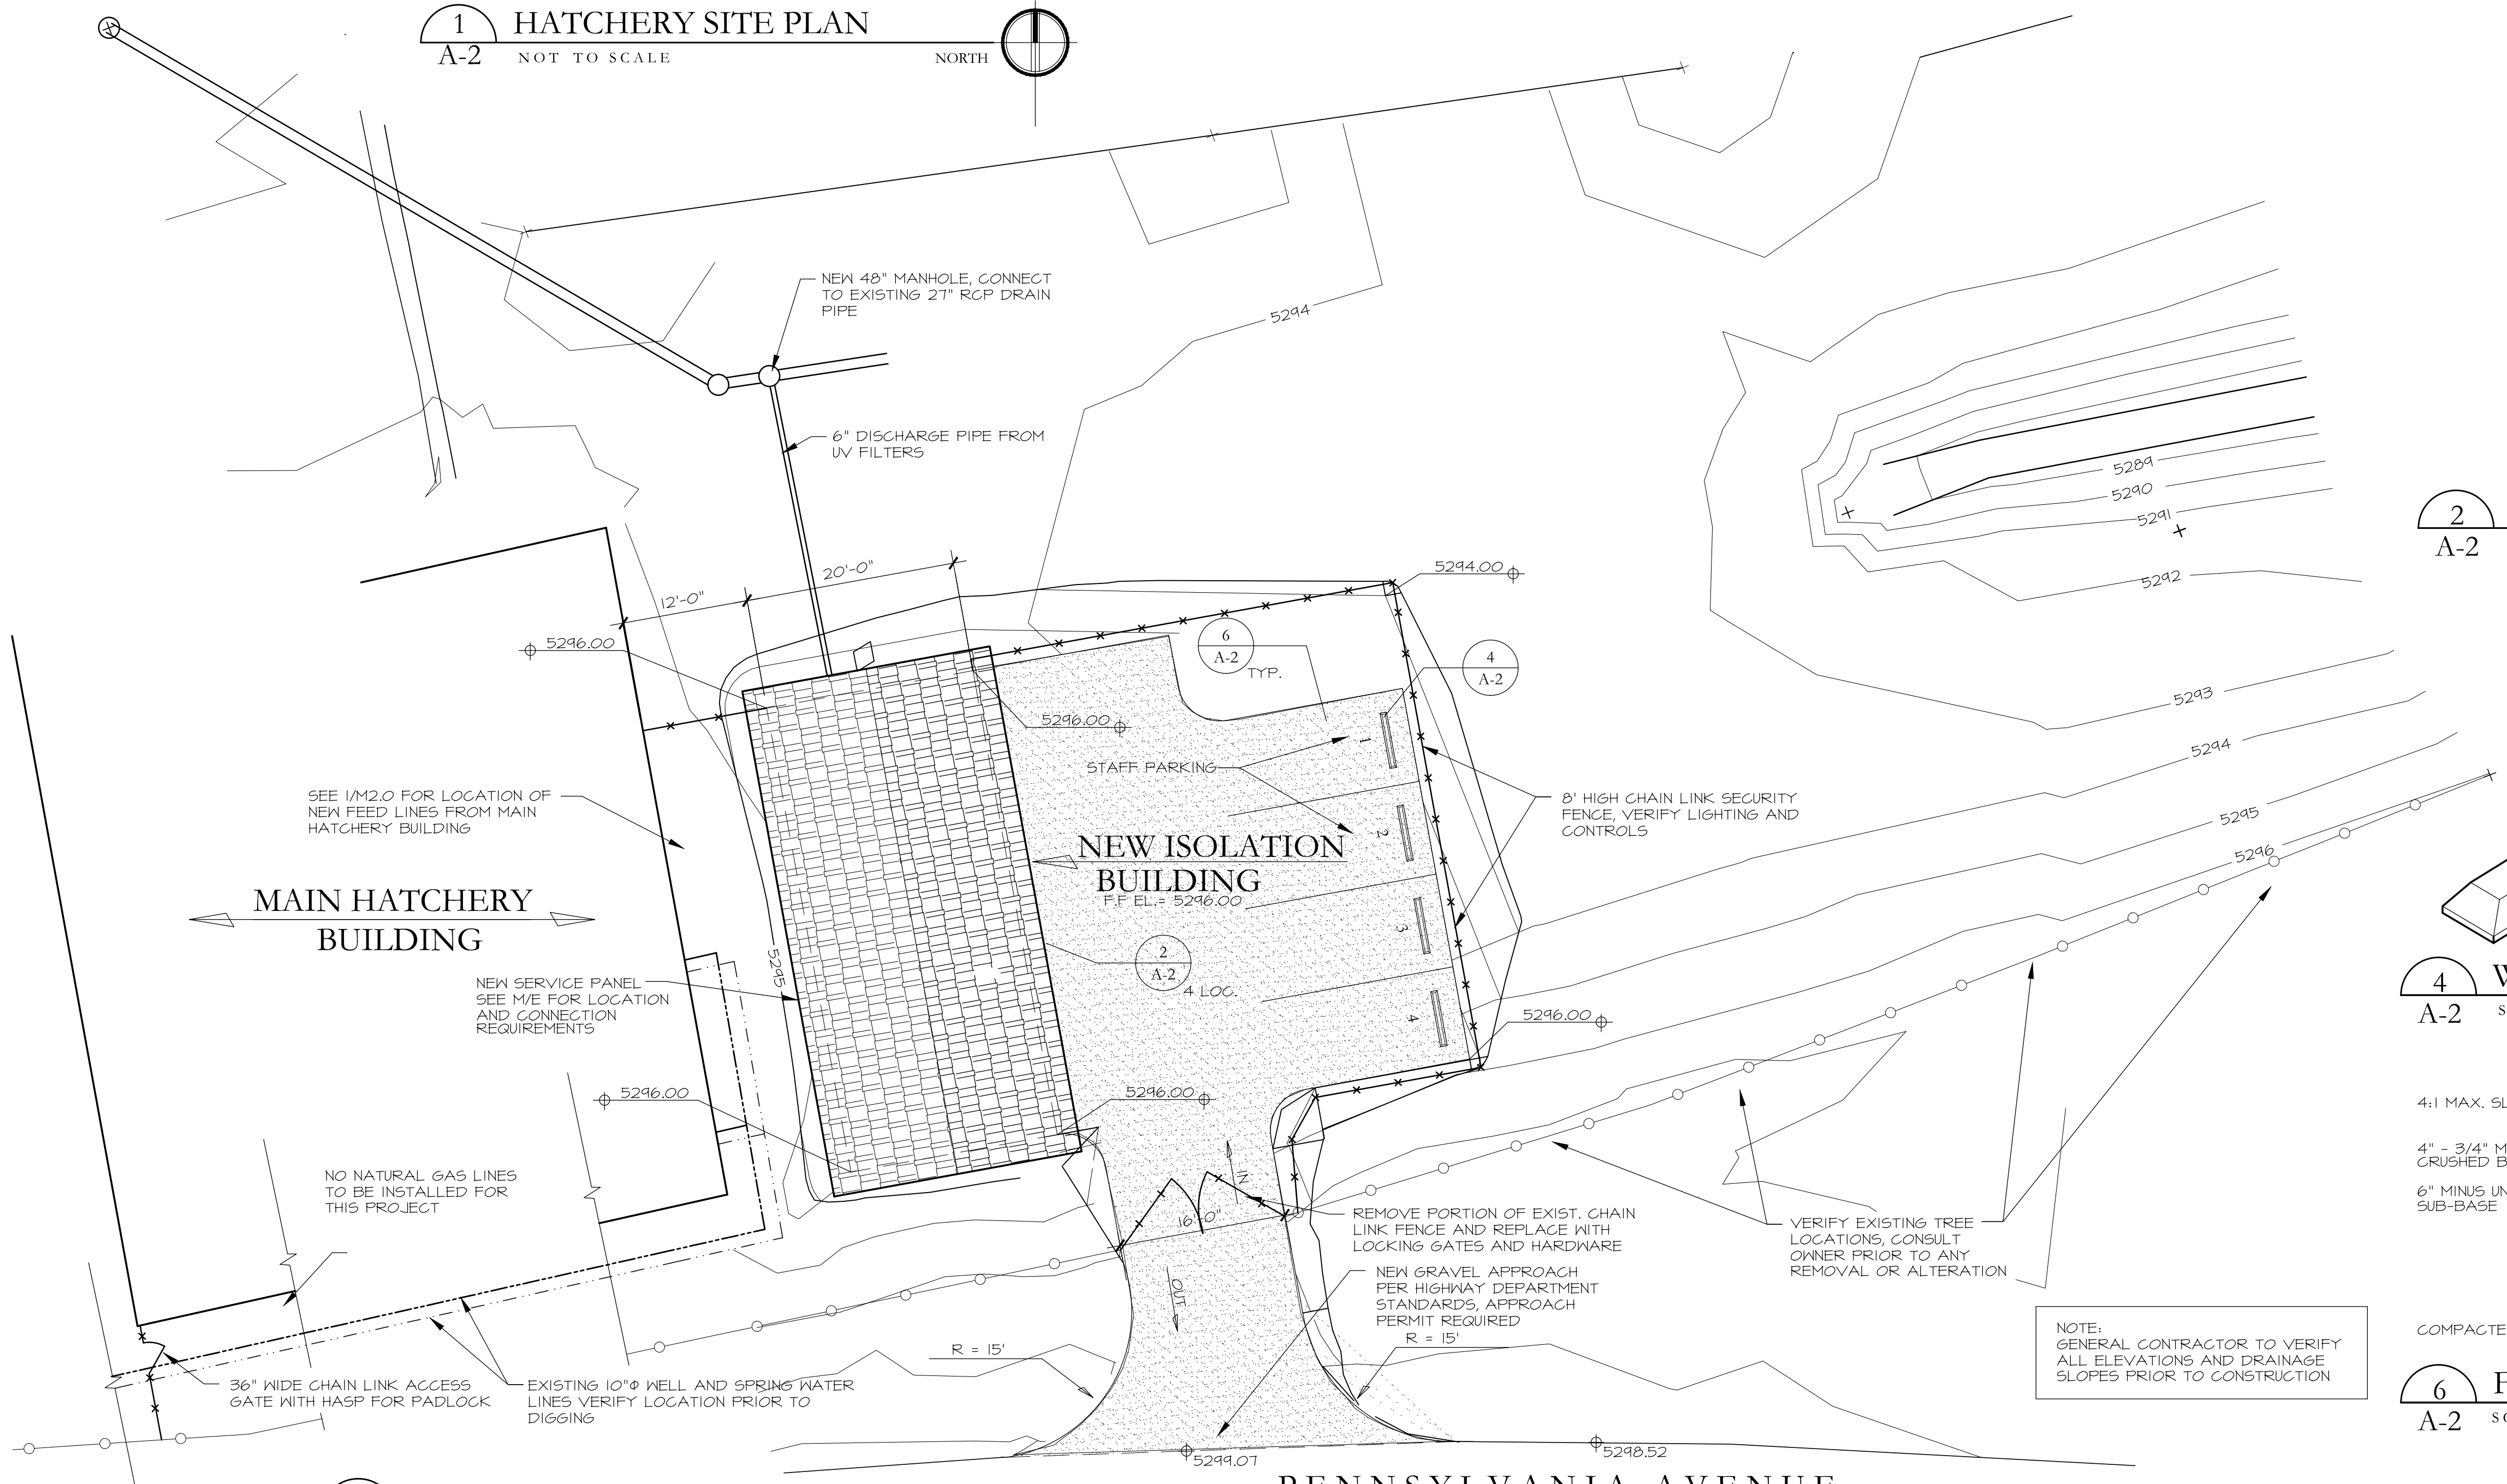 1
A-2
HATCHERY SITE PLAN
NOT TO SCALE
NORTH
NEW 48" MANHOLE, CONNECT
TO EXISTING 27" RCP DRAIN
PIPE
5294
6" DISCHARGE PIPE FROM
UV FILTERS
5289
5290
5291
5292
2
A-2
12'-0"
20'-0"
5296.00
5294.00
6
A-2
TYP.
4
A-2
5296.00
5293
5294
5295
5296
STAFF PARKING
1
2
3
4
SEE 1/M2.0 FOR LOCATION OF
NEW FEED LINES FROM MAIN
HATCHERY BUILDING
8' HIGH CHAIN LINK SECURITY
FENCE, VERIFY LIGHTING AND
CONTROLS
NEW ISOLATION
BUILDING
F.F EL.= 5296.00
MAIN HATCHERY
BUILDING
2
A-2
4 LOC.
5295
NEW SERVICE PANEL
SEE M/E FOR LOCATION
AND CONNECTION
REQUIREMENTS
4
A-2
5296.00
5296.00
5296.00
4:1 MAX.
4" - 3/4"
CRUSHED
6" MINUS
SUB-BASE
NO NATURAL GAS LINES
TO BE INSTALLED FOR
THIS PROJECT
IN
16'-0"
OUT
REMOVE PORTION OF EXIST. CHAIN
LINK FENCE AND REPLACE WITH
LOCKING GATES AND HARDWARE
VERIFY EXISTING TREE
LOCATIONS, CONSULT
OWNER PRIOR TO ANY
REMOVAL OR ALTERATION
NEW GRAVEL APPROACH
PER HIGHWAY DEPARTMENT
STANDARDS, APPROACH
PERMIT REQUIRED
R = 15'
R = 15'
NOTE:
GENERAL CONTRACTOR TO VERIFY
ALL ELEVATIONS AND DRAINAGE
SLOPES PRIOR TO CONSTRUCTION
36" WIDE CHAIN LINK ACCESS
GATE WITH HASP FOR PADLOCK
EXISTING 10"Φ WELL AND SPRING WATER
LINES VERIFY LOCATION PRIOR TO
DIGGING
6
A-2
5299.07
5298.52
PENNSYLVANIA AVENUE